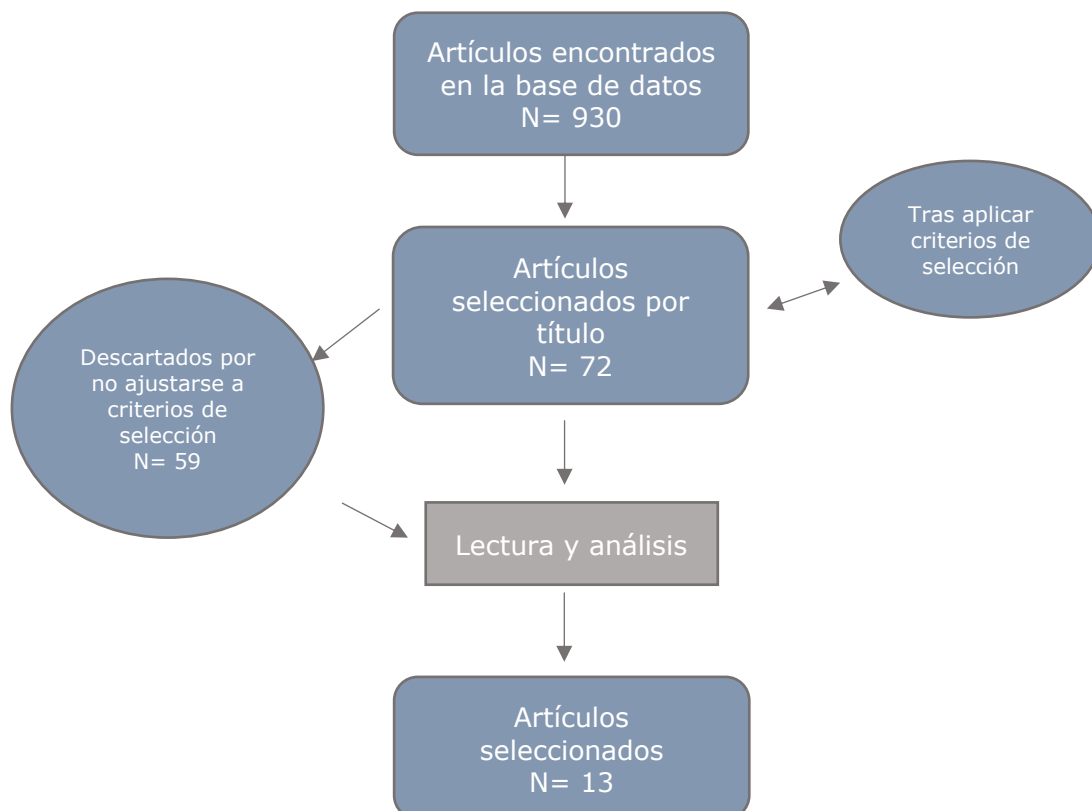 Artículos encontrados
en la base de datos
N= 930
Tras aplicar
criterios de
selección
Artículos
seleccionados por
título
N= 72
Descartados por
no ajustarse a
criterios de
selección
N= 59
Lectura y análisis
Artículos
seleccionados
N= 13